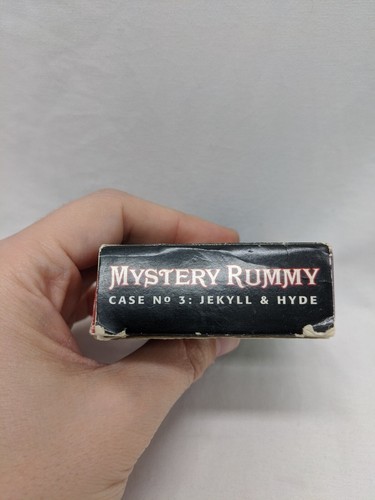 MYSTERY RUMMY
CASE Nº 3: JEKYLL & HYDE